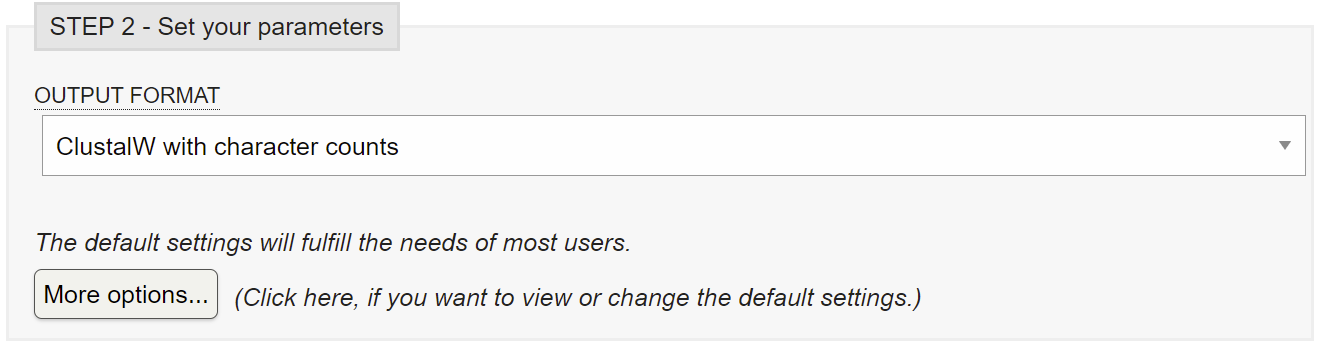 STEP 2 - Set your parameters
OUTPUT FORMAT
ClustalW with character counts
The default settings will fulfill the needs of most users.
More options... (Click here, if you want to view or change the default settings.)